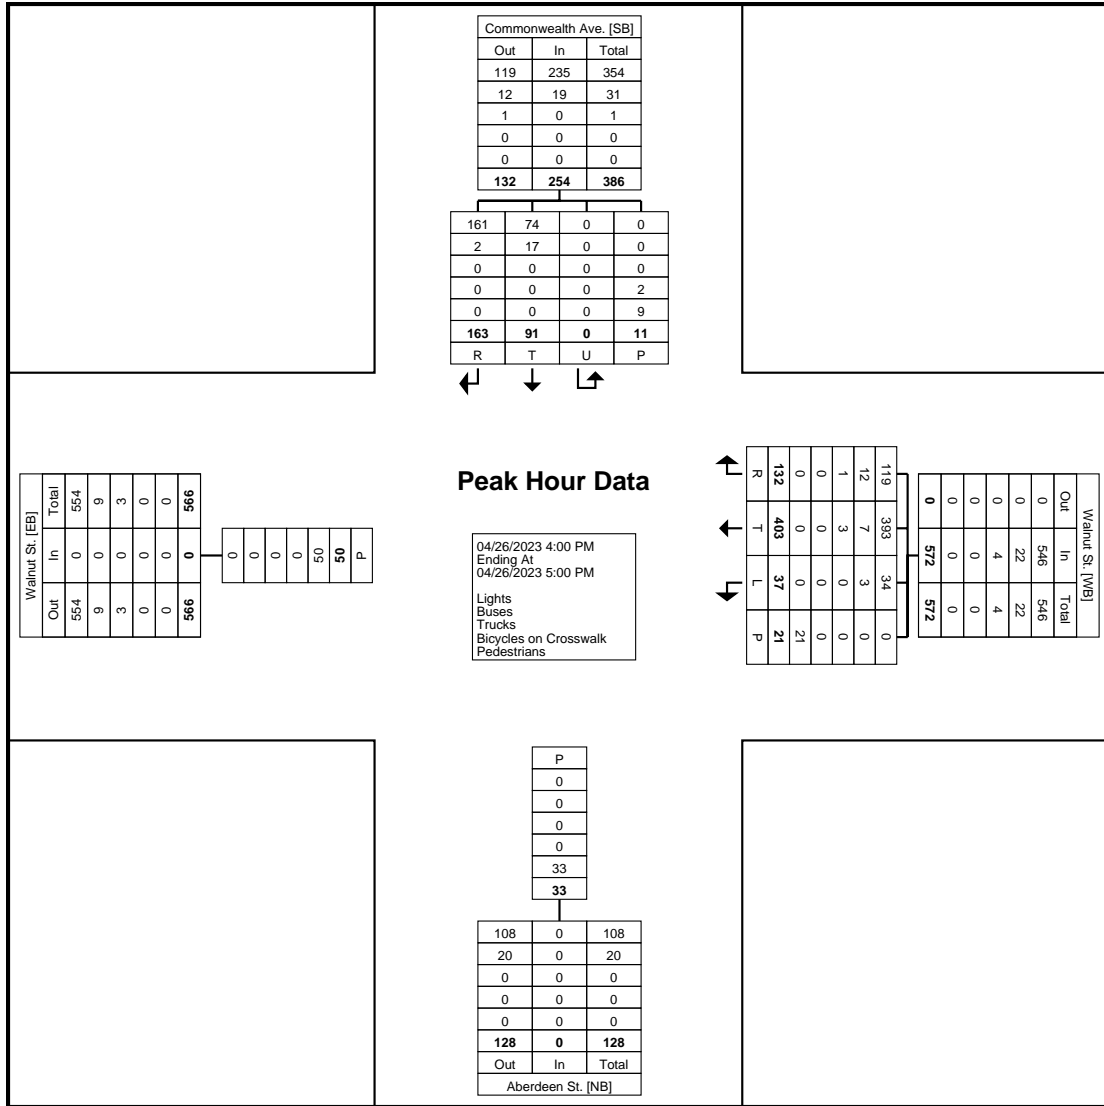 Commonwealth Ave. [SB]
Out In Total
119 235 354
12 19 31
1 0 1
0 0 0
0 0 0
132 254 386
161 74 0 0
2 17 0 0
0 0 0 0
0 0 0 2
0 0 0 9
163 91 0 11
R T U P
Walnut St. [EB]
Total 554 9 3 0 0 566
In 0 0 0 0 0 0
Out 554 9 3 0 0 566
0 0 0 0 50 50 P
Peak Hour Data
04/26/2023 4:00 PM
Ending At
04/26/2023 5:00 PM
Lights
Buses
Trucks
Bicycles on Crosswalk
Pedestrians
R 132 0 0 1 12 119
T 403 0 0 3 7 393
L 37 0 0 0 3 34
P 21 21 0 0 0 0
Walnut St. [WB]
0 0 0 0 0 0 Out
572 0 0 4 22 546 In
572 0 0 4 22 546 Total
P
0
0
0
0
33
33
108 0 108
20 0 20
0 0 0
0 0 0
0 0 0
128 0 128
Out In Total
Aberdeen St. [NB]